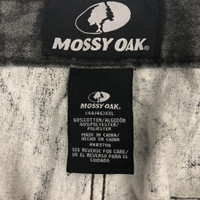 MOSSY OAK®
MOSSY OAK.
(44/46)XXL
60%COTTON/ALGODÓN
40%POLYESTER/
POLIESTER
MADE IN CHINA/
HECHO EN CHINA
SEE REVERSE FOR CARE/
VE EL REVERSO PARA EL
CUIDADO